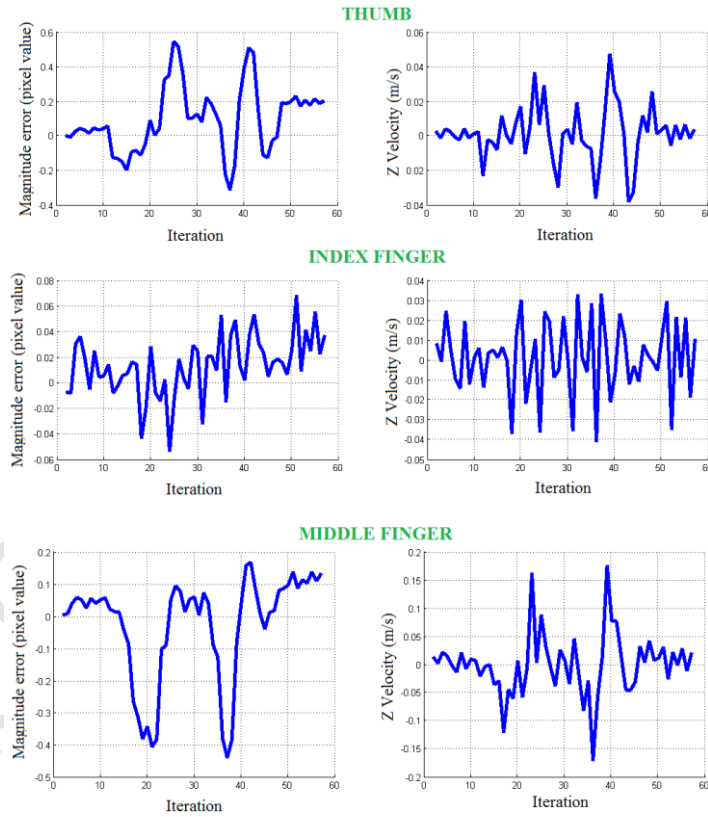 THUMB
Magnitude error (pixel value)
0.6
0.4
0.2
0
-0.2
-0.4
0 10 20 30 40 50 60
Iteration
Z Velocity (m/s)
0.06
0.04
0.02
0
-0.02
-0.04
0 10 20 30 40 50 60
Iteration
INDEX FINGER
Magnitude error (pixel value)
0.08
0.06
0.04
0.02
0
-0.02
-0.04
-0.06
0 10 20 30 40 50 60
Iteration
Z Velocity (m/s)
0.04
0.03
0.02
0.01
0
-0.01
-0.02
-0.03
-0.04
-0.05
0 10 20 30 40 50 60
Iteration
MIDDLE FINGER
Magnitude error (pixel value)
0.2
0.1
0
-0.1
-0.2
-0.3
-0.4
-0.5
0 10 20 30 40 50 60
Iteration
Z Velocity (m/s)
0.2
0.15
0.1
0.05
0
-0.05
-0.1
-0.15
-0.2
0 10 20 30 40 50 60
Iteration